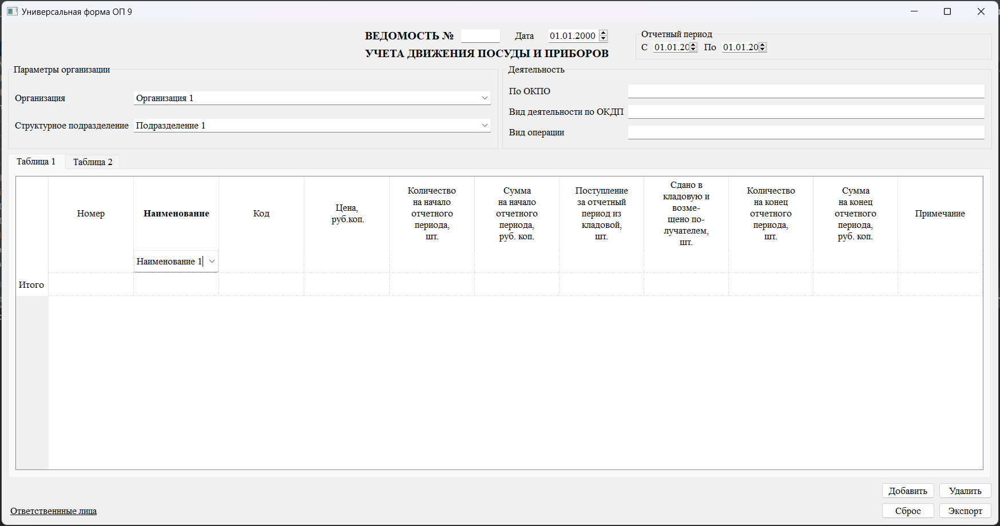 Универсальная форма ОП 9
ВЕДОМОСТЬ № Дата 01.01.2000
УЧЕТА ДВИЖЕНИЯ ПОСУДЫ И ПРИБОРОВ
Отчетный период
С 01.01.20 По 01.01.20
Параметры организации
Организация Организация 1
Структурное подразделение Подразделение 1
Деятельность
По ОКПО
Вид деятельности по ОКДП
Вид операции
Таблица 1 Таблица 2
Номер
Наименование
Код
Цена,
руб.коп.
Количество
на начало
отчетного
периода,
шт.
Сумма
на начало
отчетного
периода,
руб. коп.
Поступление
за отчетный
период из
кладовой,
шт.
Сдано в
кладовую и
возме-
щено по-
лучателем,
шт.
Количество
на конец
отчетного
периода,
шт.
Сумма
на конец
отчетного
периода,
руб. коп.
Примечание
Наименование 1
Итого
Добавить Удалить
Ответственнные лица
Сброс Экспорт